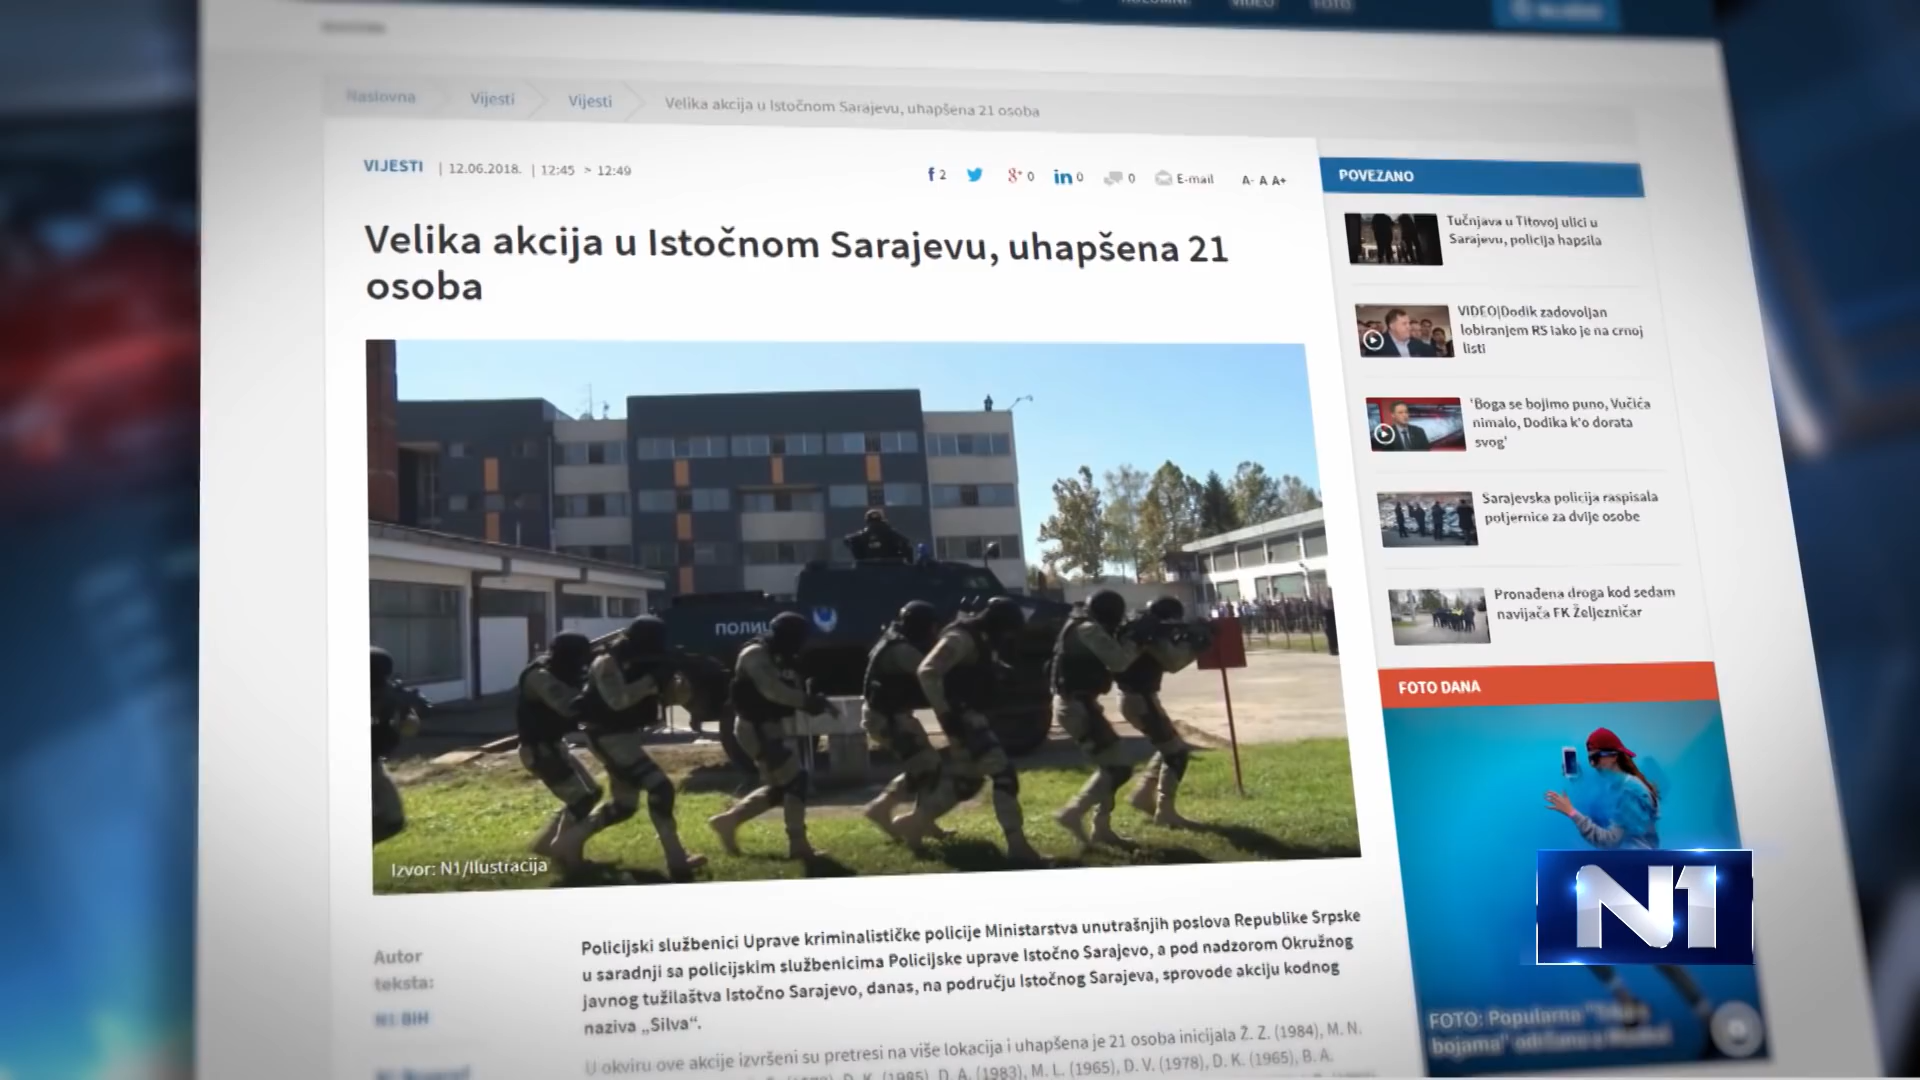 VIDEO
FOTO
Naslovna
Vijesti
Vijesti
Velika akcija u Istočnom Sarajevu, uhapšena 21 osoba
VIJESTI | 12.06.2018. | 12:45 > 12:49
f 2
g+ 0
in 0
0
E-mail
A- A A+
Velika akcija u Istočnom Sarajevu, uhapšena 21
osoba
ПОЛИЦ
Izvor: N1/Ilustracija
Autor
teksta:
N1 BiH
Policijski službenici Uprave kriminalističke policije Ministarstva unutrašnjih poslova Republike Srpske
u saradnji sa policijskim službenicima Policijske uprave Istočno Sarajevo, a pod nadzorom Okružnog
javnog tužilaštva Istočno Sarajevo, danas, na području Istočnog Sarajeva, sprovode akciju kodnog
naziva „Silva“.
U okviru ove akcije izvršeni su pretresi na više lokacija i uhapšena je 21 osoba inicijala Ž. Z. (1984), M. N.
D. K. (1985), D. A. (1983), M. L. (1965), D. V. (1978), D. K. (1965), B. A.
POVEZANO
Tučnjava u Titovoj ulici u
Sarajevu, policija hapsila
VIDEO|Dodik zadovoljan
lobiranjem RS iako je na crnoj
listi
'Boga se bojimo puno, Vučića
nimalo, Dodika k'o dorata
svog'
Sarajevska policija raspisala
potjernice za dvije osobe
Pronađena droga kod sedam
navijača FK Željezničar
FOTO DANA
N1
FOTO: Popularna
bojama"